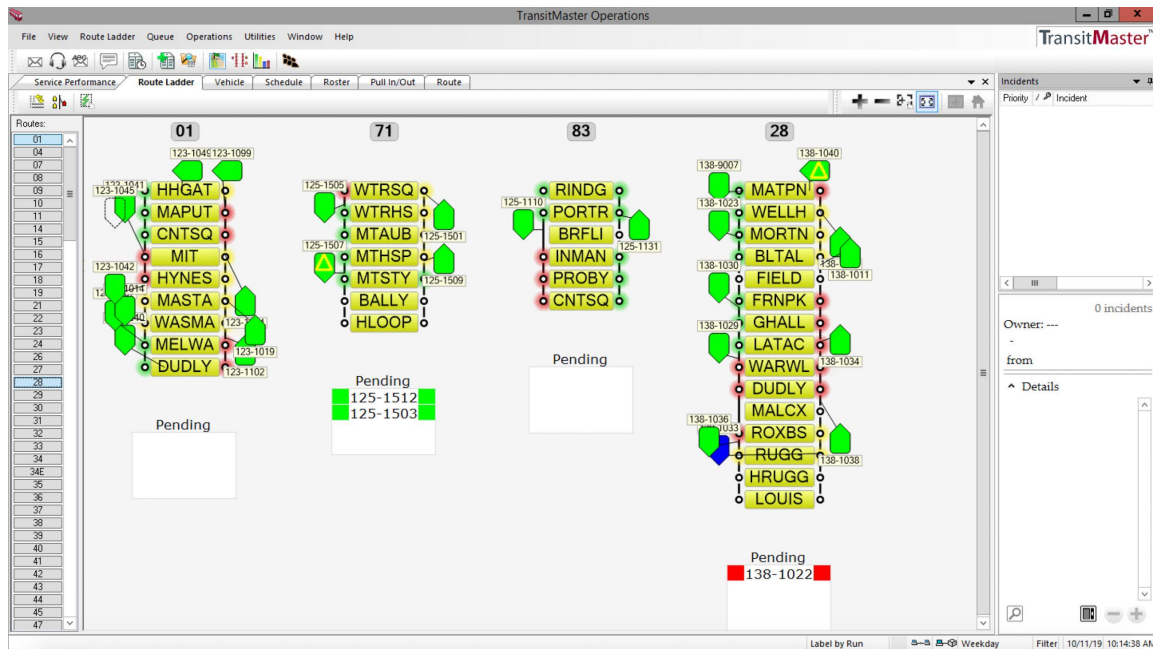 TransitMaster Operations
File View Route Ladder Queue Operations Utilities Window Help
TransitMaster™
Service Performance Route Ladder Vehicle Schedule Roster Pull In/Out Route
Incidents
Priority / Incident
Routes:
01
04
07
08
09
10
11
14
15
16
17
18
19
21
22
23
24
26
27
28
29
30
31
32
33
34
34E
35
36
37
38
39
40
41
42
43
44
45
47
01
123-1049 123-1099
123-1041
123-1045
HHGAT
MAPUT
CNTSQ
MIT
123-1042
HYNES
MASTA
WASMA
MELWA
123-1019
DUDLY
123-1102
Pending
71
125-1505
WTRSQ
WTRHS
125-1501
MTAUB
125-1507
MTHSP
MTSTY
125-1509
BALLY
HLOOP
Pending
125-1512
125-1503
83
RINDG
125-1110
PORTR
BRFLI
125-1131
INMAN
PROBY
CNTSQ
Pending
28
138-1040
138-9007
MATPN
138-1023
WELLH
MORTN
138-1030
BLTAL
138-1011
FIELD
FRNPK
138-1029
GHALL
LATAC
138-1034
WARWL
DUDLY
MALCX
138-1036
ROXBS
RUGG
138-1038
HRUGG
LOUIS
Pending
138-1022
0 incidents
Owner: ---
-
from
Details
Label by Run Weekday Filter 10/11/19 10:14:38 AM